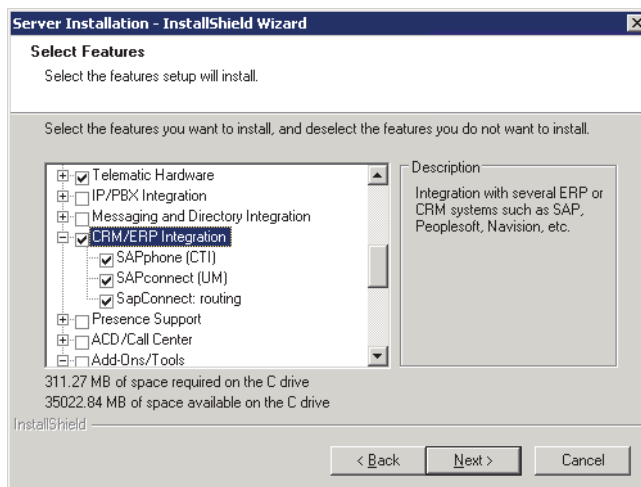 Server Installation - InstallShield Wizard
Select Features
Select the features setup will install.
Select the features you want to install, and deselect the features you do not want to install.
Telematic Hardware
IP/PBX Integration
Messaging and Directory Integration
CRM/ERP Integration
SAPphone (CTI)
SAPconnect (UM)
SapConnect: routing
Presence Support
ACD/Call Center
Add-Ons/Tools
Description
Integration with several ERP or
CRM systems such as SAP,
Peoplesoft, Navision, etc.
311.27 MB of space required on the C drive
35022.84 MB of space available on the C drive
InstallShield
< Back
Next >
Cancel